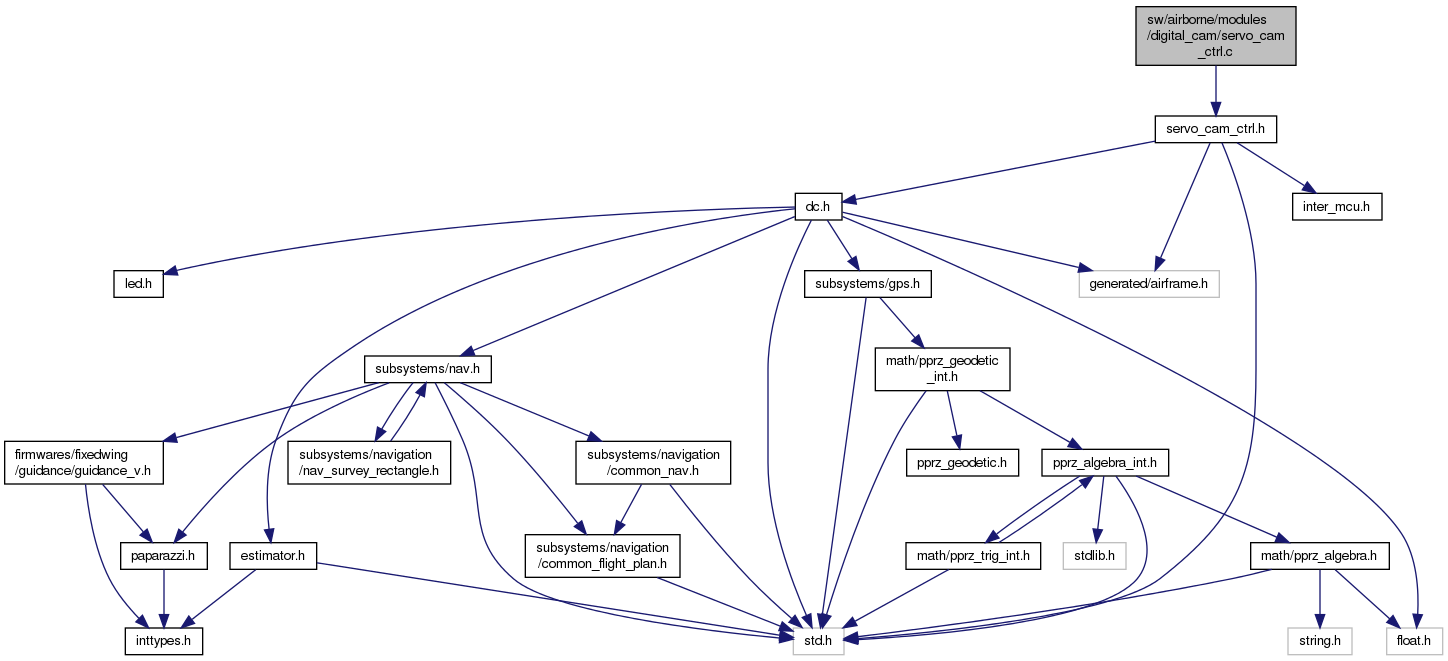 sw/airborne/modules
/digital_cam/servo_cam
_ctrl.c
servo_cam_ctrl.h
dc.h
inter_mcu.h
led.h
subsystems/gps.h
generated/airframe.h
subsystems/nav.h
math/pprz_geodetic
_int.h
firmwares/fixedwing
/guidance/guidance_v.h
subsystems/navigation
/nav_survey_rectangle.h
subsystems/navigation
/common_nav.h
pprz_geodetic.h
pprz_algebra_int.h
paparazzi.h
estimator.h
subsystems/navigation
/common_flight_plan.h
math/pprz_trig_int.h
stdlib.h
math/pprz_algebra.h
inttypes.h
std.h
string.h
float.h